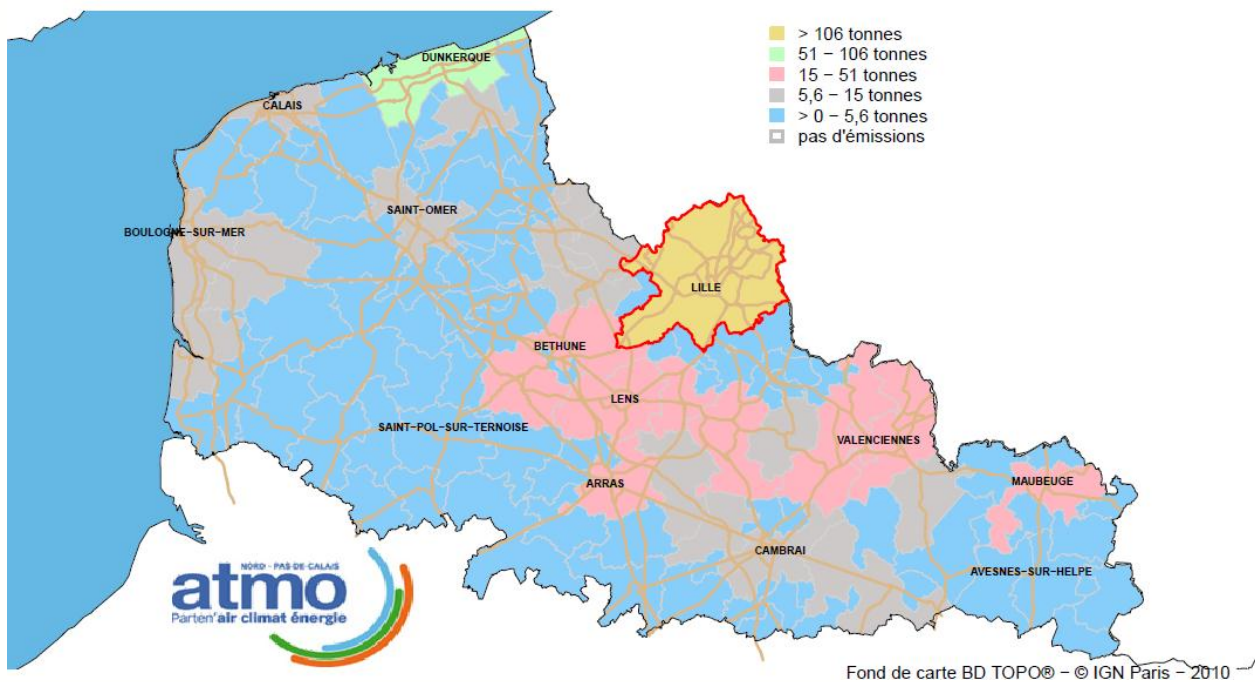 > 106 tonnes
51 − 106 tonnes
15 − 51 tonnes
5,6 − 15 tonnes
> 0 − 5,6 tonnes
pas d'émissions
DUNKERQUE
CALAIS
SAINT−OMER
BOULOGNE−SUR−MER
LILLE
BETHUNE
LENS
SAINT−POL−SUR−TERNOISE
VALENCIENNES
ARRAS
MAUBEUGE
CAMBRAI
AVESNES−SUR−HELPE
NORD - PAS-DE-CALAIS
atmo
Parten'air climat énergie
Fond de carte BD TOPO® − © IGN Paris − 2010